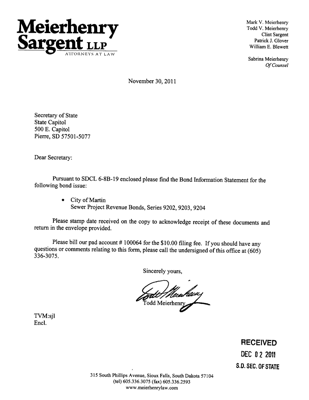 Meierhenry
Sargent LLP
ATTORNEYS AT LAW
Mark V. Meierhenry
Todd V. Meierhenry
Clint Sargent
Patrick J. Glover
William E. Blewett
Sabrina Meierhenry
Of Counsel
November 30, 2011
Secretary of State
State Capitol
500 E. Capitol
Pierre, SD 57501-5077
Dear Secretary:
Pursuant to SDCL 6-8B-19 enclosed please find the Bond Information Statement for the
following bond issue:
• City of Martin
Sewer Project Revenue Bonds, Series 9202, 9203, 9204
Please stamp date received on the copy to acknowledge receipt of these documents and
return in the envelope provided.
Please bill our pad account # 100064 for the $10.00 filing fee. If you should have any
questions or comments relating to this form, please call the undersigned of this office at (605)
336-3075.
Sincerely yours,
Todd Meierhenry
Todd Meierhenry
TVM:sjl
Encl.
RECEIVED
DEC 02 2011
S.D. SEC. OF STATE
315 South Phillips Avenue, Sioux Falls, South Dakota 57104
(tel) 605.336.3075 (fax) 605.336.2593
www.meierhenrylaw.com